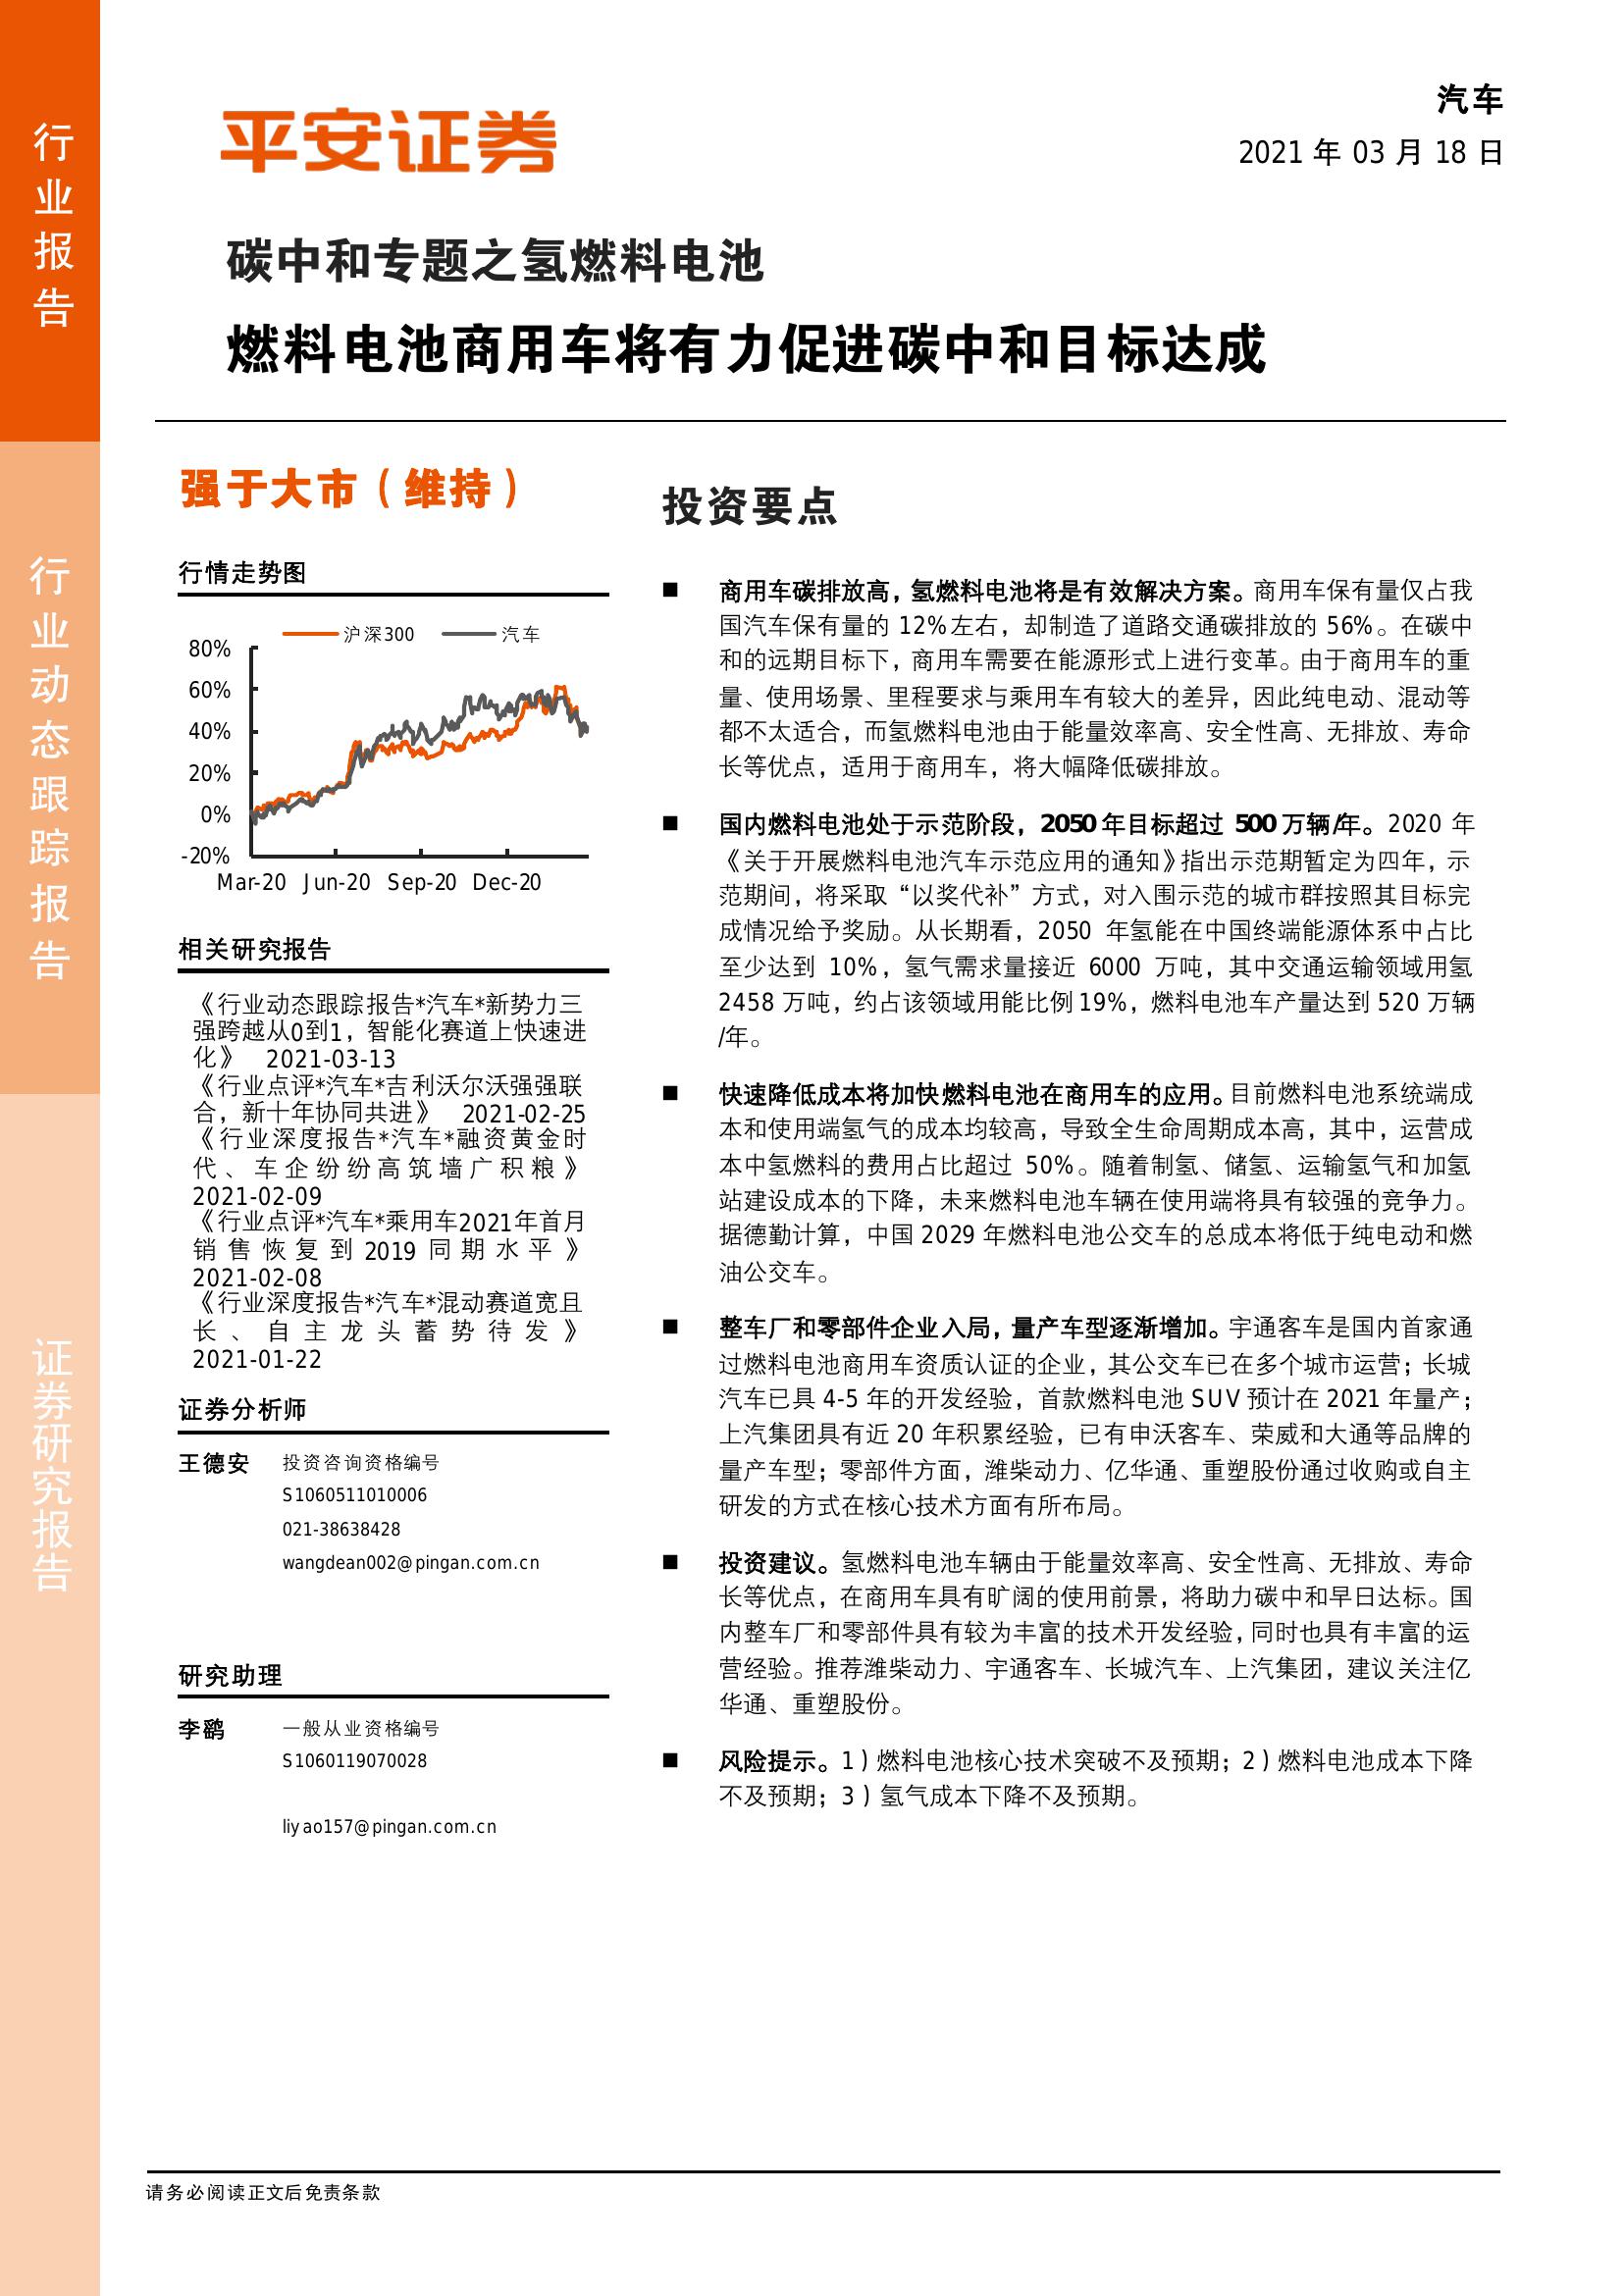 行业报告
行业动态跟踪报告
证券研究报告
平安证券
汽车
2021 年 03 月 18 日
碳中和专题之氢燃料电池
燃料电池商用车将有力促进碳中和目标达成
强于大市（维持）
行情走势图
沪深300 汽车
80%
60%
40%
20%
0%
-20%
Mar-20 Jun-20 Sep-20 Dec-20
相关研究报告
《行业动态跟踪报告*汽车*新势力三
强跨越从0到1，智能化赛道上快速进
化》 2021-03-13
《行业点评*汽车*吉利沃尔沃强强联
合，新十年协同共进》 2021-02-25
《行业深度报告*汽车*融资黄金时
代、车企纷纷高筑墙广积粮》
2021-02-09
《行业点评*汽车*乘用车2021年首月
销售恢复到 2019 同期水平》
2021-02-08
《行业深度报告*汽车*混动赛道宽且
长、自主龙头蓄势待发》
2021-01-22
证券分析师
王德安 投资咨询资格编号
S1060511010006
021-38638428
wangdean002@pingan.com.cn
研究助理
李鹞 一般从业资格编号
S1060119070028
liyao157@pingan.com.cn
投资要点
■ 商用车碳排放高，氢燃料电池将是有效解决方案。商用车保有量仅占我
国汽车保有量的 12%左右，却制造了道路交通碳排放的 56%。在碳中
和的远期目标下，商用车需要在能源形式上进行变革。由于商用车的重
量、使用场景、里程要求与乘用车有较大的差异，因此纯电动、混动等
都不太适合，而氢燃料电池由于能量效率高、安全性高、无排放、寿命
长等优点，适用于商用车，将大幅降低碳排放。
■ 国内燃料电池处于示范阶段，2050 年目标超过 500 万辆/年。2020 年
《关于开展燃料电池汽车示范应用的通知》指出示范期暂定为四年，示
范期间，将采取“以奖代补”方式，对入围示范的城市群按照其目标完
成情况给予奖励。从长期看，2050 年氢能在中国终端能源体系中占比
至少达到 10%，氢气需求量接近 6000 万吨，其中交通运输领域用氢
2458 万吨，约占该领域用能比例 19%，燃料电池车产量达到 520 万辆
/年。
■ 快速降低成本将加快燃料电池在商用车的应用。目前燃料电池系统端成
本和使用端氢气的成本均较高，导致全生命周期成本高，其中，运营成
本中氢燃料的费用占比超过 50%。随着制氢、储氢、运输氢气和加氢
站建设成本的下降，未来燃料电池车辆在使用端将具有较强的竞争力。
据德勤计算，中国 2029 年燃料电池公交车的总成本将低于纯电动和燃
油公交车。
■ 整车厂和零部件企业入局，量产车型逐渐增加。宇通客车是国内首家通
过燃料电池商用车资质认证的企业，其公交车已在多个城市运营；长城
汽车已具 4-5 年的开发经验，首款燃料电池 SUV 预计在 2021 年量产；
上汽集团具有近 20 年积累经验，已有申沃客车、荣威和大通等品牌的
量产车型；零部件方面，潍柴动力、亿华通、重塑股份通过收购或自主
研发的方式在核心技术方面有所布局。
■ 投资建议。氢燃料电池车辆由于能量效率高、安全性高、无排放、寿命
长等优点，在商用车具有旷阔的使用前景，将助力碳中和早日达标。国
内整车厂和零部件具有较为丰富的技术开发经验，同时也具有丰富的运
营经验。推荐潍柴动力、宇通客车、长城汽车、上汽集团，建议关注亿
华通、重塑股份。
■ 风险提示。1）燃料电池核心技术突破不及预期；2）燃料电池成本下降
不及预期；3）氢气成本下降不及预期。
请务必阅读正文后免责条款